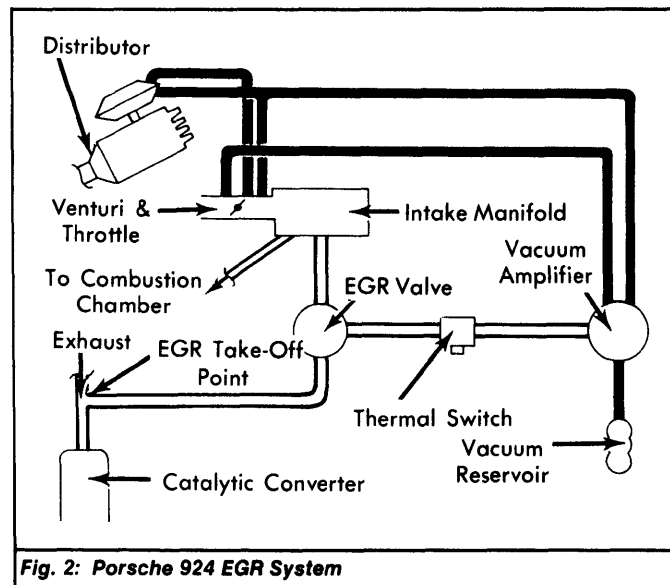 Distributor
Venturi &
Throttle
Intake Manifold
Vacuum
Amplifier
To Combustion
Chamber
EGR Valve
Exhaust
EGR Take-Off
Point
Thermal Switch
Vacuum
Reservoir
Catalytic Converter
Fig. 2: Porsche 924 EGR System